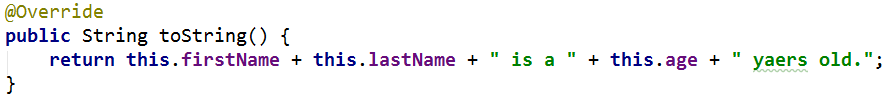 @Override
public String toString() {
    return this.firstName + this.lastName + " is a " + this.age + " yaers old.";
}